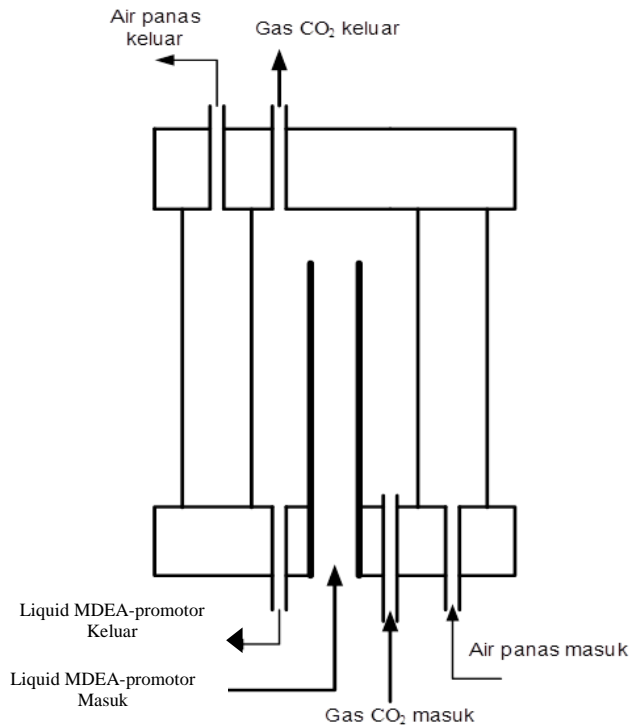 Air panas
keluar
Gas CO₂ keluar
Liquid MDEA-promotor
Keluar
Liquid MDEA-promotor
Masuk
Air panas masuk
Gas CO₂ masuk